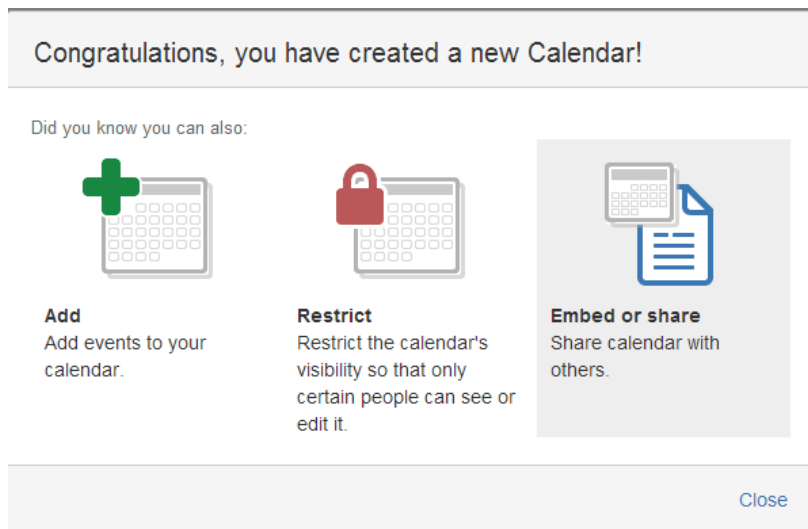 Congratulations, you have created a new Calendar!
Did you know you can also:
Add
Add events to your
calendar.
Restrict
Restrict the calendar's
visibility so that only
certain people can see or
edit it.
Embed or share
Share calendar with
others.
Close